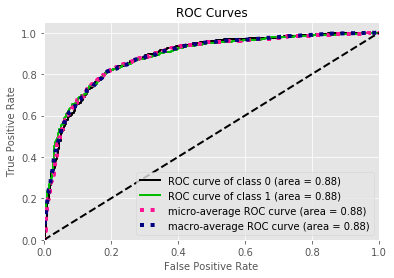 ROC Curves
True Positive Rate
1.0
0.8
0.6
0.4
0.2
0.0
ROC curve of class 0 (area = 0.88)
ROC curve of class 1 (area = 0.88)
micro-average ROC curve (area = 0.88)
macro-average ROC curve (area = 0.88)
0.0 0.2 0.4 0.6 0.8 1.0
False Positive Rate